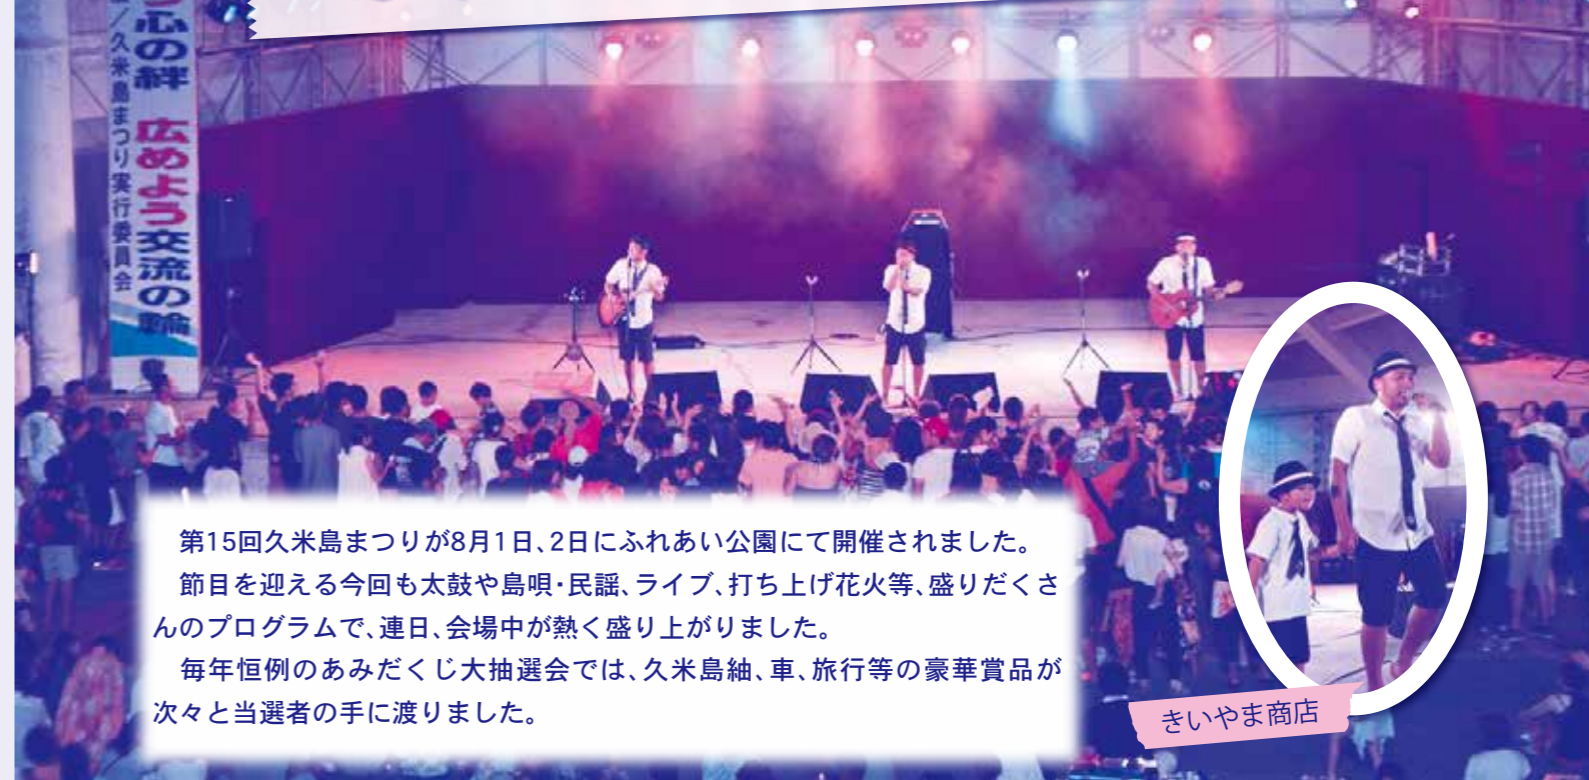 心の絆 広めよう交流の輪
/久米島まつり実行委員会
　第15回久米島まつりが8月1日、2日にふれあい公園にて開催されました。
　節目を迎える今回も太鼓や島唄・民謡、ライブ、打ち上げ花火等、盛りだくさ
んのプログラムで、連日、会場中が熱く盛り上がりました。
　毎年恒例のあみだくじ大抽選会では、久米島紬、車、旅行等の豪華賞品が
次々と当選者の手に渡りました。
きいやま商店